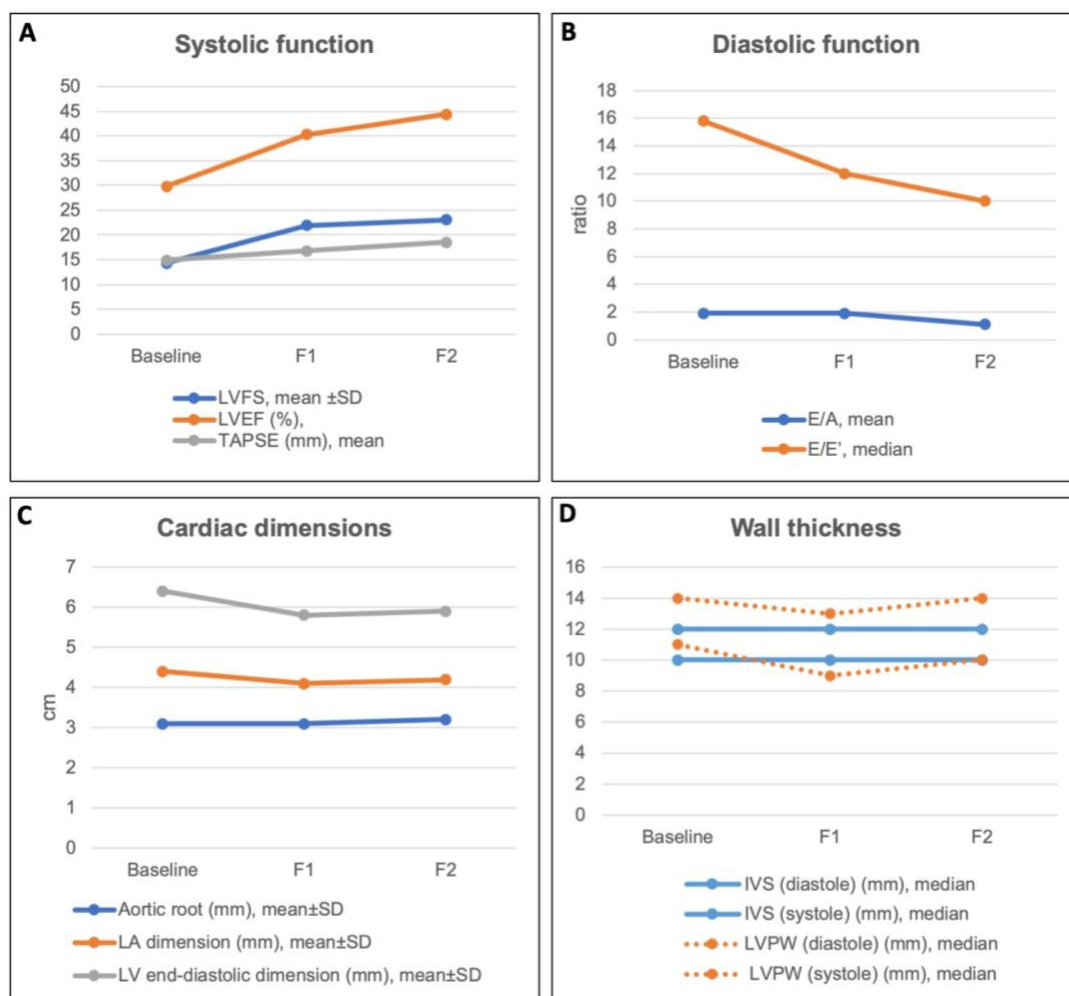 A
Systolic function
50
45
40
35
30
25
20
15
10
5
0
Baseline F1 F2
LVFS, mean ±SD
LVEF (%),
TAPSE (mm), mean
B
Diastolic function
18
16
14
12
10
8
6
4
2
0
ratio
Baseline F1 F2
E/A, mean
E/E’, median
C
Cardiac dimensions
7
6
5
4
3
2
1
0
cm
Baseline F1 F2
Aortic root (mm), mean±SD
LA dimension (mm), mean±SD
LV end-diastolic dimension (mm), mean±SD
D
Wall thickness
16
14
12
10
8
6
4
2
0
Baseline F1 F2
IVS (diastole) (mm), median
IVS (systole) (mm), median
LVPW (diastole) (mm), median
LVPW (systole) (mm), median